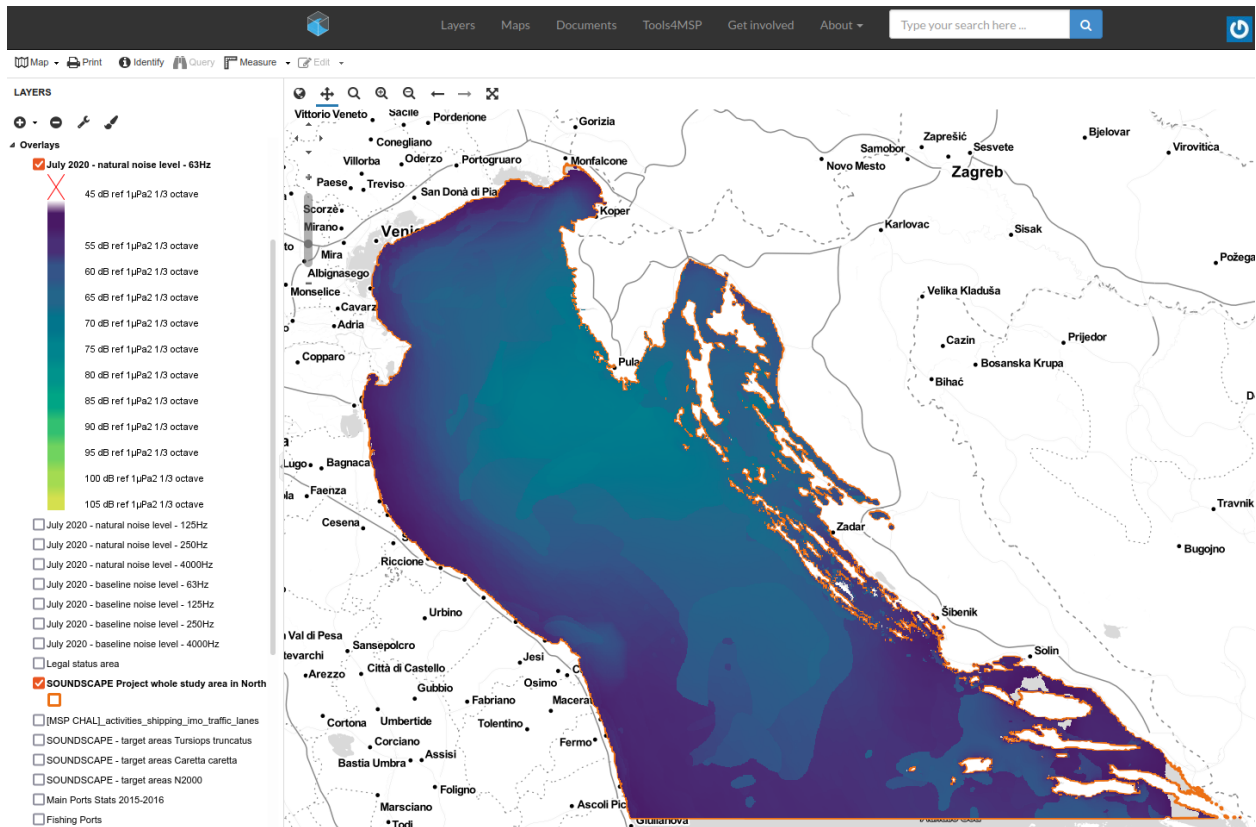 Layers Maps Documents Tools4MSP Get involved About
Type your search here ...
Map Print Identify Query Measure Edit
LAYERS
Overlays
July 2020 - natural noise level - 63Hz
45 dB ref 1µPa2 1/3 octave
55 dB ref 1µPa2 1/3 octave
60 dB ref 1µPa2 1/3 octave
65 dB ref 1µPa2 1/3 octave
70 dB ref 1µPa2 1/3 octave
75 dB ref 1µPa2 1/3 octave
80 dB ref 1µPa2 1/3 octave
85 dB ref 1µPa2 1/3 octave
90 dB ref 1µPa2 1/3 octave
95 dB ref 1µPa2 1/3 octave
100 dB ref 1µPa2 1/3 octave
105 dB ref 1µPa2 1/3 octave
July 2020 - natural noise level - 125Hz
July 2020 - natural noise level - 250Hz
July 2020 - natural noise level - 4000Hz
July 2020 - baseline noise level - 63Hz
July 2020 - baseline noise level - 125Hz
July 2020 - baseline noise level - 250Hz
July 2020 - baseline noise level - 4000Hz
Legal status area
SOUNDSCAPE Project whole study area in North
[MSP CHAL]_activities_shipping_imo_traffic_lanes
SOUNDSCAPE - target areas Tursiops truncatus
SOUNDSCAPE - target areas Caretta caretta
SOUNDSCAPE - target areas N2000
Main Ports Stats 2015-2016
Fishing Ports
Vittorio Veneto
Sacile
Pordenone
Gorizia
Conegliano
Villorba
Oderzo
Portogruaro
Monfalcone
Paese
Treviso
San Donà di Pia
Scorzè
Koper
Mirano
Veni
Mira
Albignasego
Monselice
Cavarz
Adria
Copparo
Pula
Lugo
Bagnaca
Faenza
Cesena
Riccione
Urbino
Val di Pesa
Sansepolcro
tevarchi
Jesi
Arezzo
Città di Castello
Osimo
Gubbio
Fabriano
Macerat
Cortona
Umbertide
Tolentino
Corciano
Fermo
Assisi
Bastia Umbra
Foligno
Marsciano
Ascoli Pic
Todi
Giulianova
Novo Mesto
Samobor
Zaprešić
Sesvete
Zagreb
Bjelovar
Virovitica
Karlovac
Sisak
Požega
Velika Kladuša
Cazin
Prijedor
Bosanska Krupa
Bihać
Travnik
Bugojno
Zadar
Šibenik
Solin